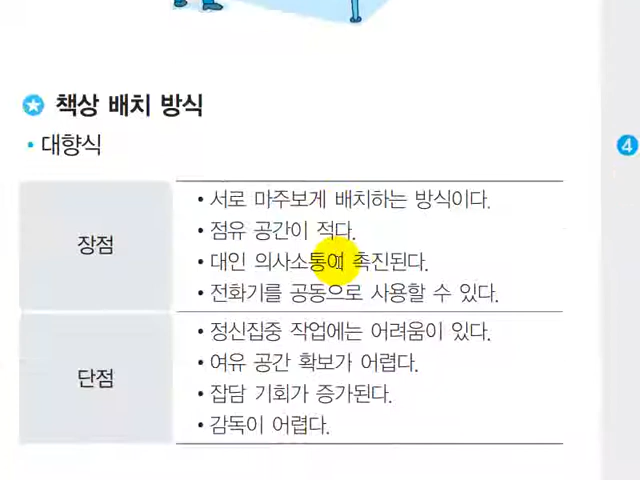 책상 배치 방식
• 대향식
장점
• 서로 마주보게 배치하는 방식이다.
• 점유 공간이 적다.
• 대인 의사소통이 촉진된다.
• 전화기를 공동으로 사용할 수 있다.
단점
• 정신집중 작업에는 어려움이 있다.
• 여유 공간 확보가 어렵다.
• 잡담 기회가 증가된다.
• 감독이 어렵다.
4